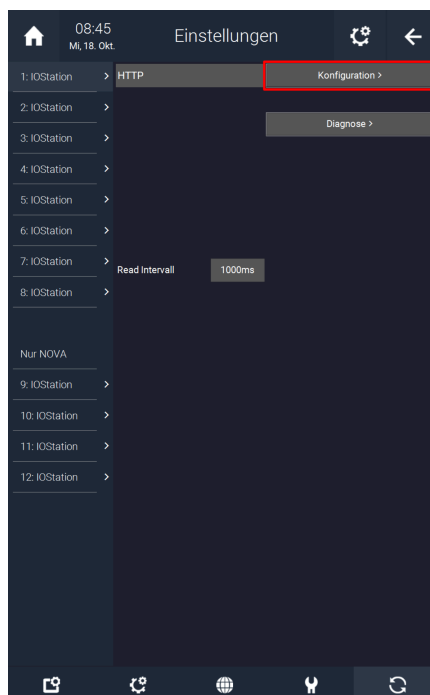 08:45
Mi, 18. Okt.
Einstellungen
1: IOStation
HTTP
Konfiguration >
2: IOStation
Diagnose >
3: IOStation
4: IOStation
5: IOStation
6: IOStation
7: IOStation
Read Intervall
1000ms
8: IOStation
Nur NOVA
9: IOStation
10: IOStation
11: IOStation
12: IOStation